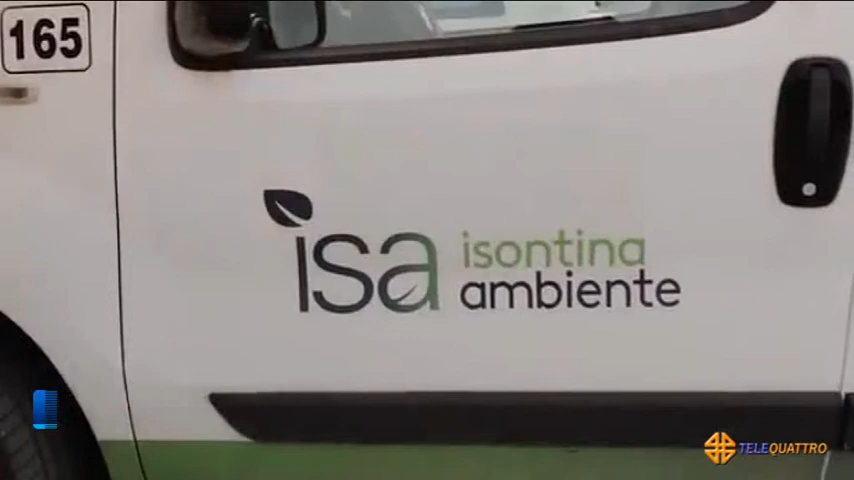 165
isa
isontina
ambiente
TELEQUATTRO